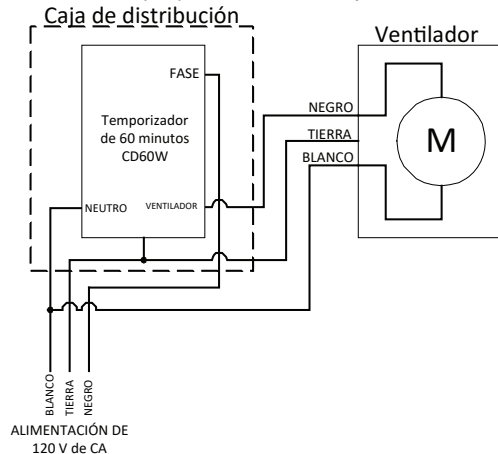 Caja de distribución
Ventilador
FASE
Temporizador
de 60 minutos
CD60W
NEUTRO
VENTILADOR
NEGRO
TIERRA
BLANCO
M
BLANCO
TIERRA
NEGRO
ALIMENTACIÓN DE
120 V de CA